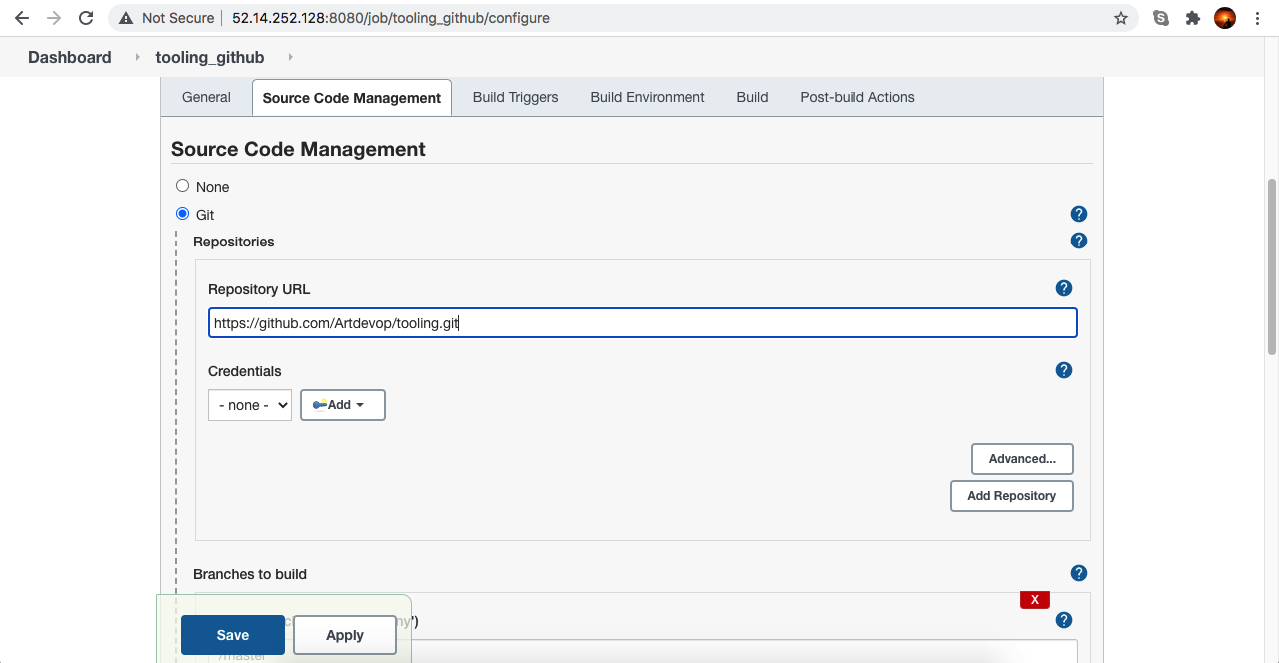 Not Secure 52.14.252.128:8080/job/tooling_github/configure
Dashboard tooling_github
General Source Code Management Build Triggers Build Environment Build Post-build Actions
Source Code Management
None
Git ?
Repositories ?
Repository URL ?
https://github.com/Artdevop/tooling.git
Credentials ?
- none - Add
Advanced...
Add Repository
Branches to build ?
X
?
Save Apply
/master